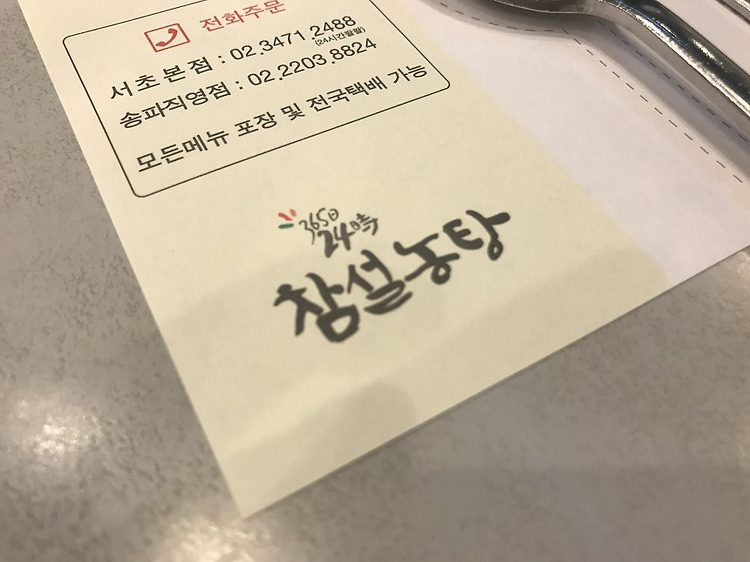 전화주문
서초본점 : 02.3471.2488
(24시간팔팔)
송파직영점 : 02.2203.8824
모든메뉴 포장 및 전국택배 가능
365日
24時
참설농탕